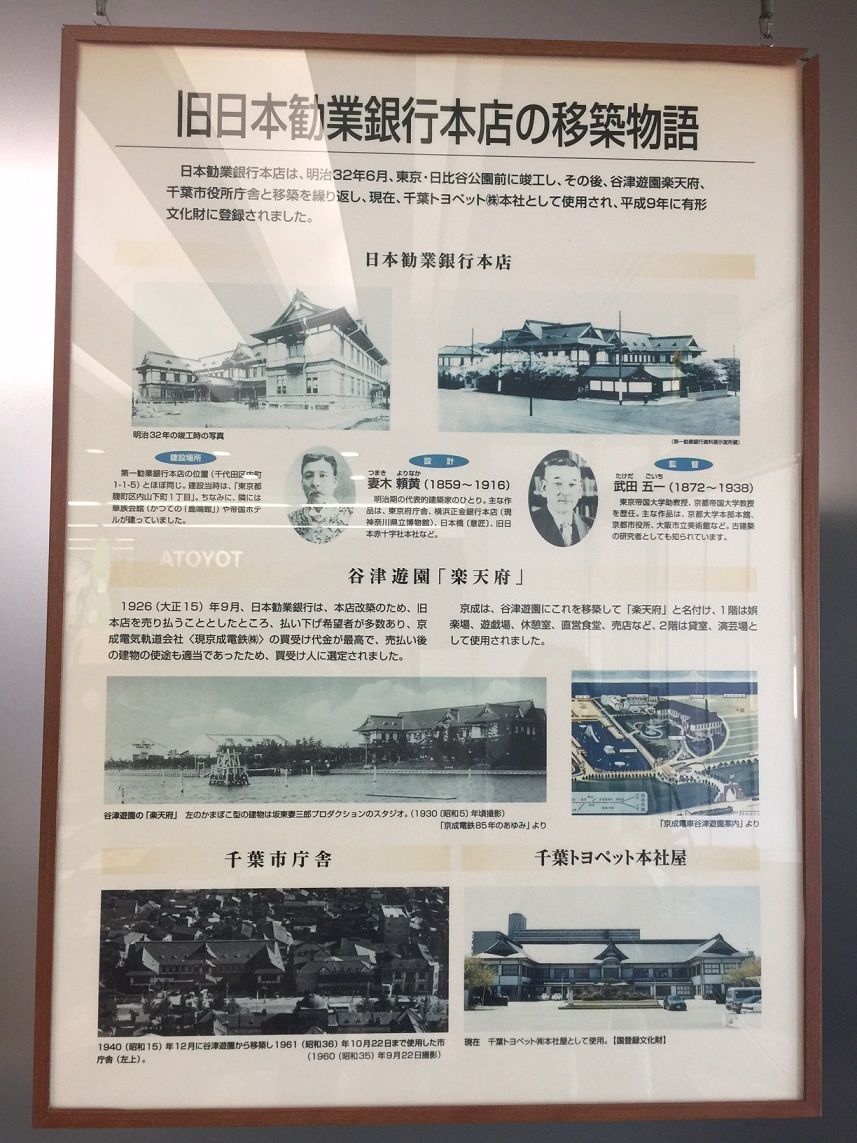 旧日本勧業銀行本店の移築物語
日本勧業銀行本店は、明治32年6月、東京・日比谷公園前に竣工し、その後、谷津遊園楽天府、
千葉市役所庁舎と移築を繰り返し、現在、千葉トヨペット㈱本社として使用され、平成9年に有形
文化財に登録されました。
日本勧業銀行本店
明治32年の竣工時の写真
(第一勧業銀行資料展示室所蔵)
建設場所
第一勧業銀行本店の位置(千代田区内幸町
1-1-5)とほぼ同じ。建設当時は、「東京都
麹町区内山下町1丁目」。ちなみに、隣には
華族会館(かつての「鹿鳴館」)や帝国ホテ
ルが建っていました。
設計
つまき よりなか
妻木 頼黄(1859~1916)
明治期の代表的建築家のひとり。主な作
品は、東京府庁舎、横浜正金銀行本店(現
神奈川県立博物館)、日本橋(意匠)、旧日
本赤十字社本社など。
監督
たけだ ごいち
武田 五一(1872~1938)
東京帝国大学助教授、京都帝国大学教授
を歴任。主な作品は、京都大学本部本館、
京都市役所、大阪市立美術館など。古建築
の研究者としても知られています。
ATOYOT
谷津遊園「楽天府」
1926(大正15)年9月、日本勧業銀行は、本店改築のため、旧
本店を売り払うこととしたところ、払い下げ希望者が多数あり、京
成電気軌道会社〈現京成電鉄㈱〉の買受け代金が最高で、売払い後
の建物の使途も適当であったため、買受け人に選定されました。
京成は、谷津遊園にこれを移築して「楽天府」と名付け、1階は娯
楽場、遊戯場、休憩室、直営食堂、売店など、2階は貸室、演芸場と
して使用されました。
谷津遊園の「楽天府」 左のかまぼこ型の建物は坂東妻三郎プロダクションのスタジオ。(1930(昭和5)年頃撮影)
「京成電鉄85年のあゆみ」より
「京成電車谷津遊園案内」より
千葉市庁舎
1940(昭和15)年12月に谷津遊園から移築し1961(昭和36)年10月22日まで使用した市
庁舎(左上)。
(1960(昭和35)年9月22日撮影)
千葉トヨペット本社屋
現在 千葉トヨペット㈱本社屋として使用。【国登録文化財】